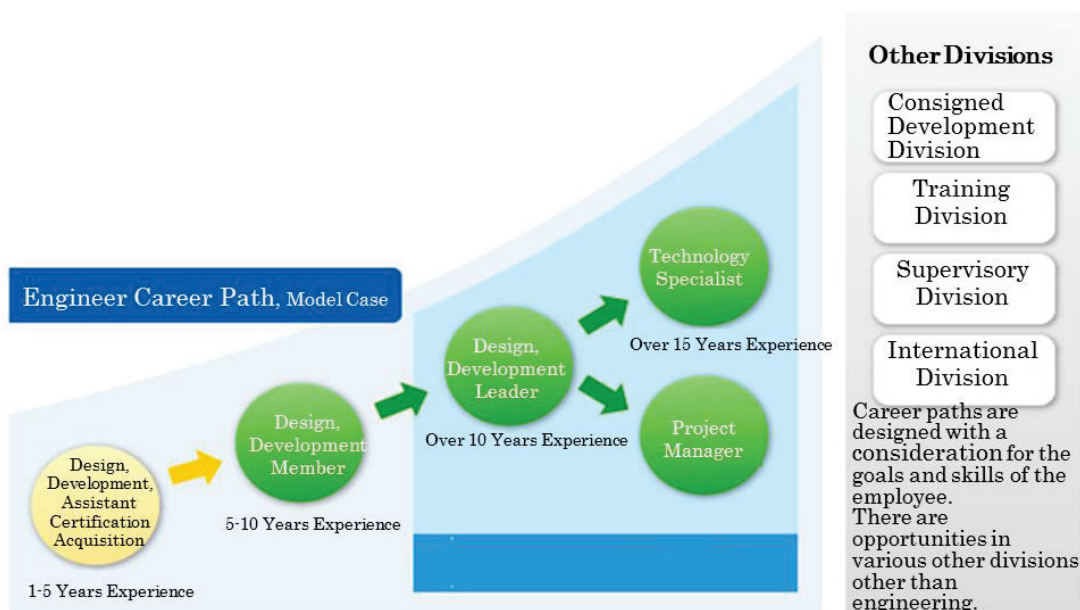 Engineer Career Path, Model Case
Design,
Development,
Assistant
Certification
Acquisition
1-5 Years Experience
Design,
Development
Member
5-10 Years Experience
Design,
Development
Leader
Over 10 Years Experience
Technology
Specialist
Over 15 Years Experience
Project
Manager
Other Divisions
Consigned
Development
Division
Training
Division
Supervisory
Division
International
Division
Career paths are
designed with a
consideration for the
goals and skills of the
employee.
There are
opportunities in
various other divisions
other than
engineering.